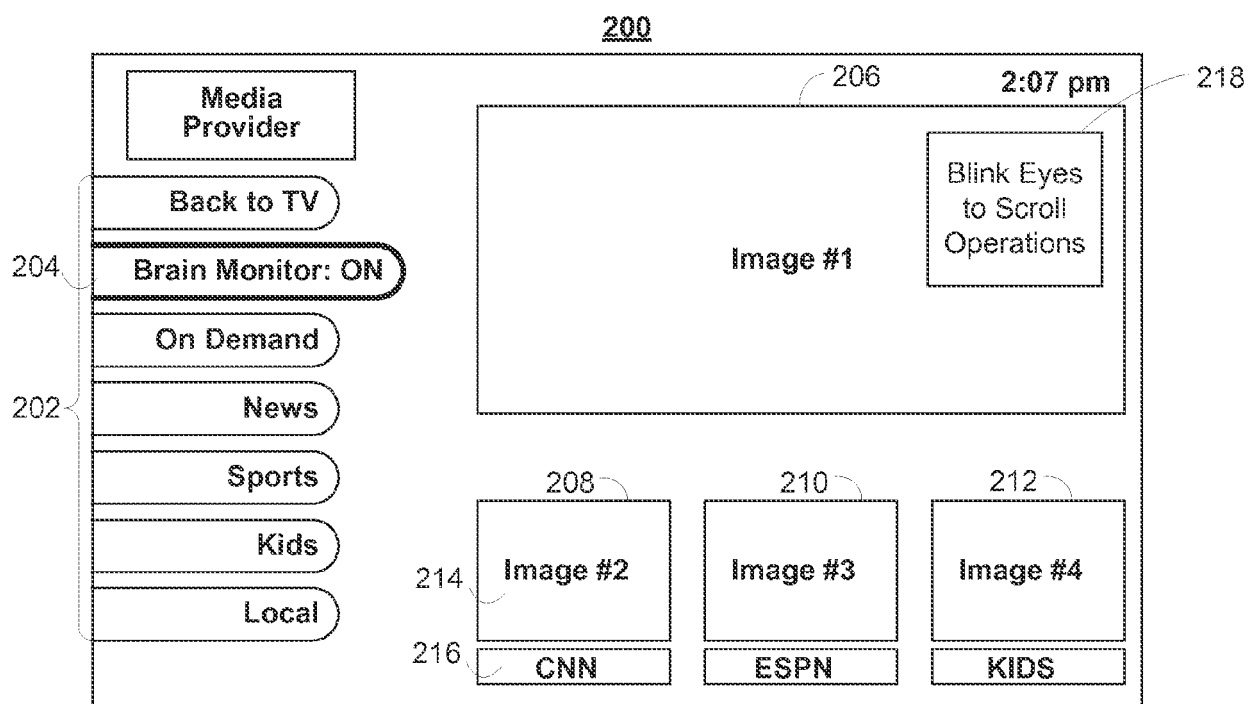 200
206
2:07 pm
218
Media
Provider
Back to TV
204
Brain Monitor: ON
On Demand
202
News
Sports
Kids
Local
Image #1
Blink Eyes
to Scroll
Operations
208
210
212
214
Image #2
Image #3
Image #4
216
CNN
ESPN
KIDS